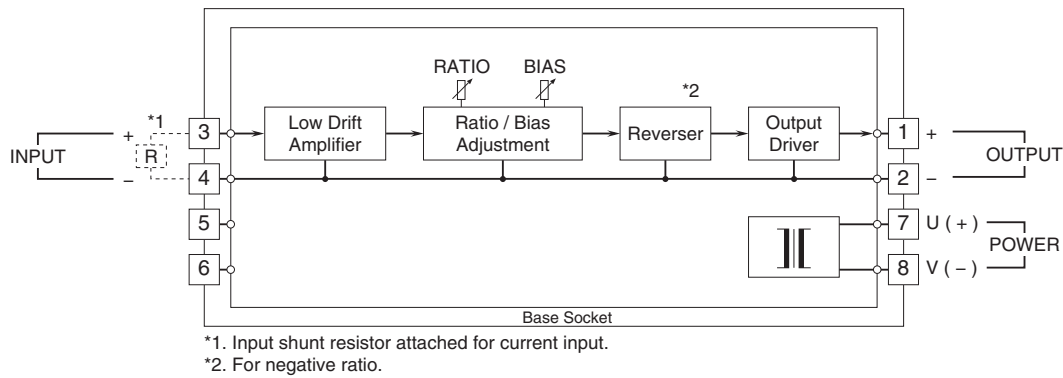 RATIO
BIAS
*1
*2
3
Low Drift
Amplifier
Ratio / Bias
Adjustment
Reverser
Output
Driver
1
+
+
INPUT
R
OUTPUT
–
4
2
–
5
7
U ( + )
POWER
6
8
V ( – )
Base Socket
*1. Input shunt resistor attached for current input.
*2. For negative ratio.